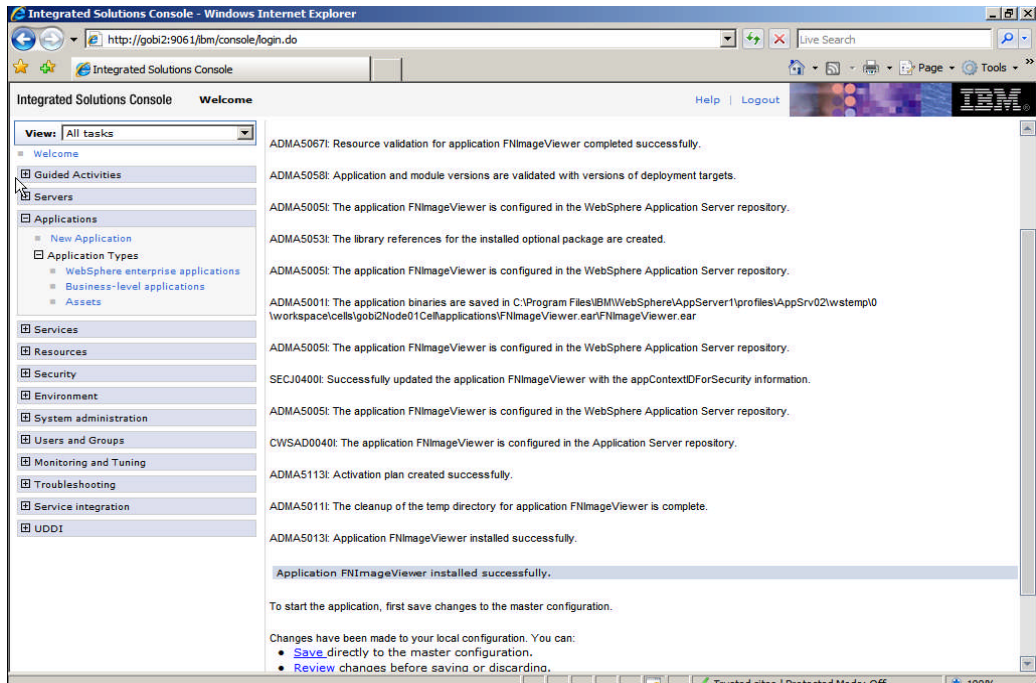 Integrated Solutions Console - Windows Internet Explorer
http://gobi2:9061/ibm/console/login.do
Live Search
Integrated Solutions Console
Page
Tools
Integrated Solutions Console Welcome
Help | Logout
IBM®
View: All tasks
Welcome
Guided Activities
Servers
Applications
New Application
Application Types
WebSphere enterprise applications
Business-level applications
Assets
Services
Resources
Security
Environment
System administration
Users and Groups
Monitoring and Tuning
Troubleshooting
Service integration
UDDI
ADMA5067I: Resource validation for application FNImageViewer completed successfully.
ADMA5058I: Application and module versions are validated with versions of deployment targets.
ADMA5005I: The application FNImageViewer is configured in the WebSphere Application Server repository.
ADMA5053I: The library references for the installed optional package are created.
ADMA5005I: The application FNImageViewer is configured in the WebSphere Application Server repository.
ADMA5001I: The application binaries are saved in C:\Program Files\IBM\WebSphere\AppServer1\profiles\AppSrv02\wstemp\0
\workspace\cells\gobi2Node01Cell\applications\FNImageViewer.ear\FNImageViewer.ear
ADMA5005I: The application FNImageViewer is configured in the WebSphere Application Server repository.
SECJ0400I: Successfully updated the application FNImageViewer with the appContextIDForSecurity information.
ADMA5005I: The application FNImageViewer is configured in the WebSphere Application Server repository.
CWSAD0040I: The application FNImageViewer is configured in the Application Server repository.
ADMA5113I: Activation plan created successfully.
ADMA5011I: The cleanup of the temp directory for application FNImageViewer is complete.
ADMA5013I: Application FNImageViewer installed successfully.
Application FNImageViewer installed successfully.
To start the application, first save changes to the master configuration.
Changes have been made to your local configuration. You can:
Save directly to the master configuration.
Review changes before saving or discarding.
Trusted sites | Protected Mode: Off
100%